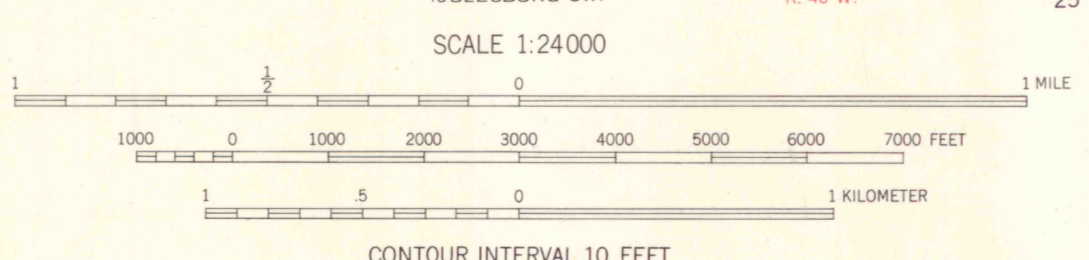 25
SCALE 1:24000
1 1/2 0 1 MILE
1000 0 1000 2000 3000 4000 5000 6000 7000 FEET
1 .5 0 1 KILOMETER
CONTOUR INTERVAL 10 FEET